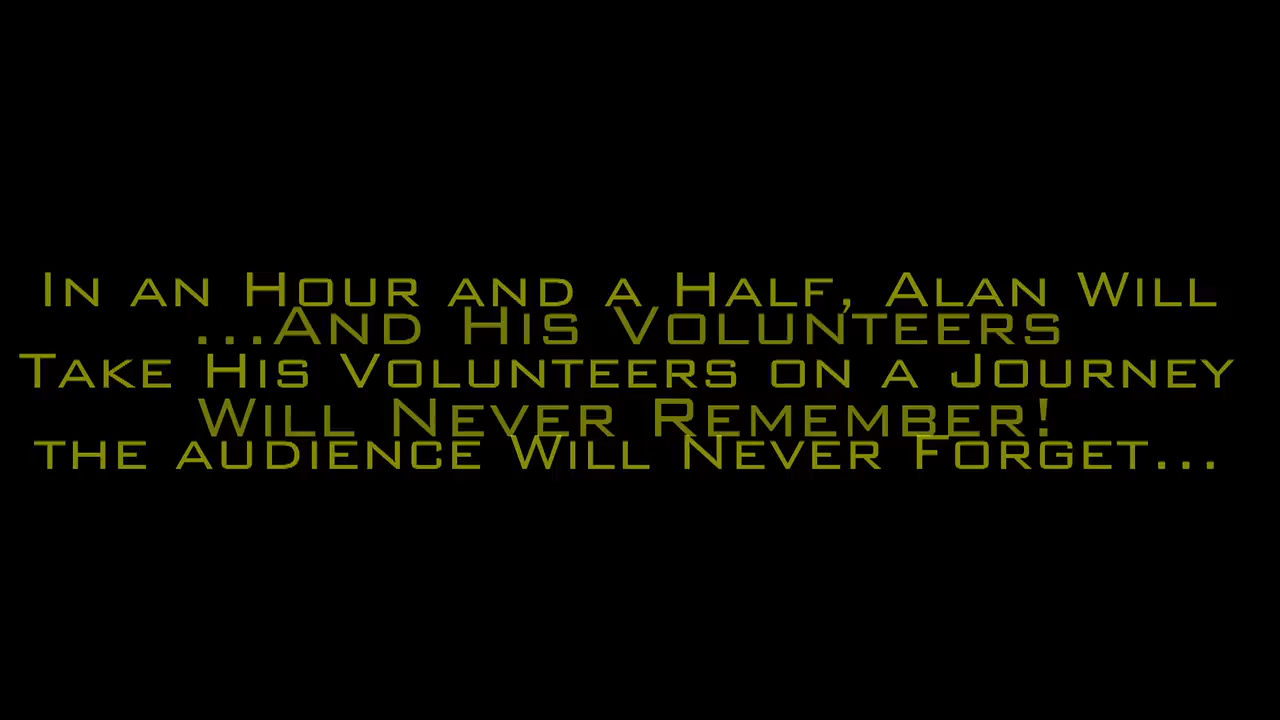 In an Hour and a Half, Alan Will
...And His Volunteers
Take His Volunteers on a Journey
Will Never Remember!
the audience Will Never Forget...